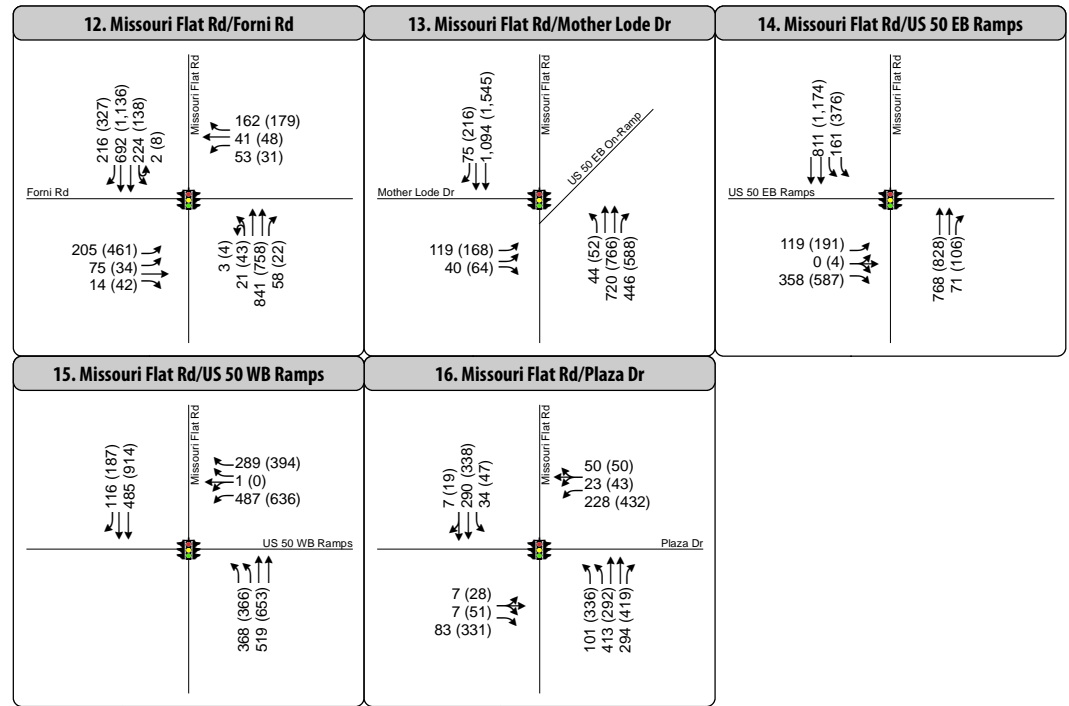 12. Missouri Flat Rd/Forni Rd
216 (327)
692 (1,136)
224 (138)
2 (8)
Missouri Flat Rd
162 (179)
41 (48)
53 (31)
Forni Rd
205 (461)
75 (34)
14 (42)
3 (4)
21 (43)
841 (758)
58 (22)
13. Missouri Flat Rd/Mother Lode Dr
75 (216)
1,094 (1,545)
Missouri Flat Rd
US 50 EB On-Ramp
Mother Lode Dr
119 (168)
40 (64)
44 (52)
720 (766)
446 (588)
14. Missouri Flat Rd/US 50 EB Ramps
811 (1,174)
161 (376)
Missouri Flat Rd
US 50 EB Ramps
119 (191)
0 (4)
358 (587)
768 (828)
71 (106)
15. Missouri Flat Rd/US 50 WB Ramps
116 (187)
485 (914)
Missouri Flat Rd
289 (394)
1 (0)
487 (636)
US 50 WB Ramps
368 (366)
519 (653)
16. Missouri Flat Rd/Plaza Dr
7 (19)
290 (338)
34 (47)
Missouri Flat Rd
50 (50)
23 (43)
228 (432)
Plaza Dr
7 (28)
7 (51)
83 (331)
101 (336)
413 (292)
294 (419)